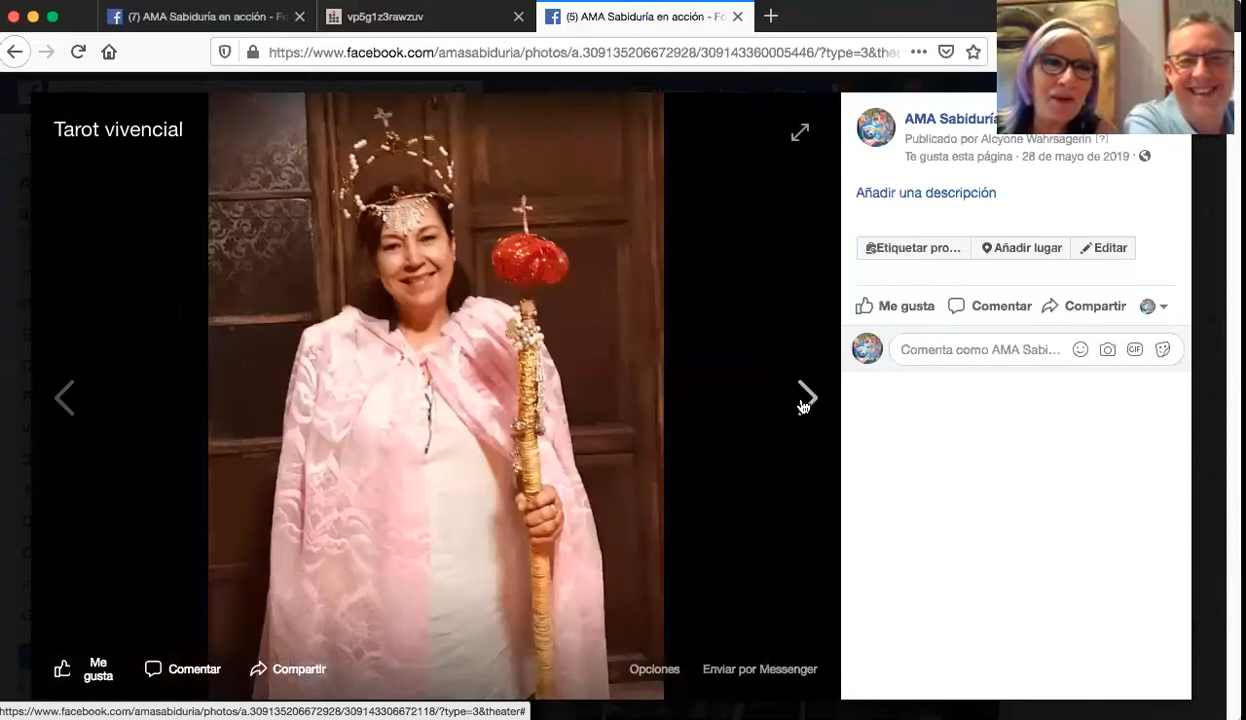 (7) AMA Sabiduría en acción - Fc
vp5g1z3rawzuv
(5) AMA Sabiduría en acción - Fc
https://www.facebook.com/amasabiduria/photos/a.309135206672928/309143360005446/?type=3&thea
Tarot vivencial
AMA Sabiduría
Publicado por Alcyone Wahrsagerin [?]
Te gusta esta página · 28 de mayo de 2019 ·
Añadir una descripción
Etiquetar pro... Añadir lugar Editar
Me gusta Comentar Compartir
Comenta como AMA Sabi... GIF
Me gusta Comentar Compartir Opciones Enviar por Messenger
https://www.facebook.com/amasabiduria/photos/a.309135206672928/309143306672118/?type=3&theater#